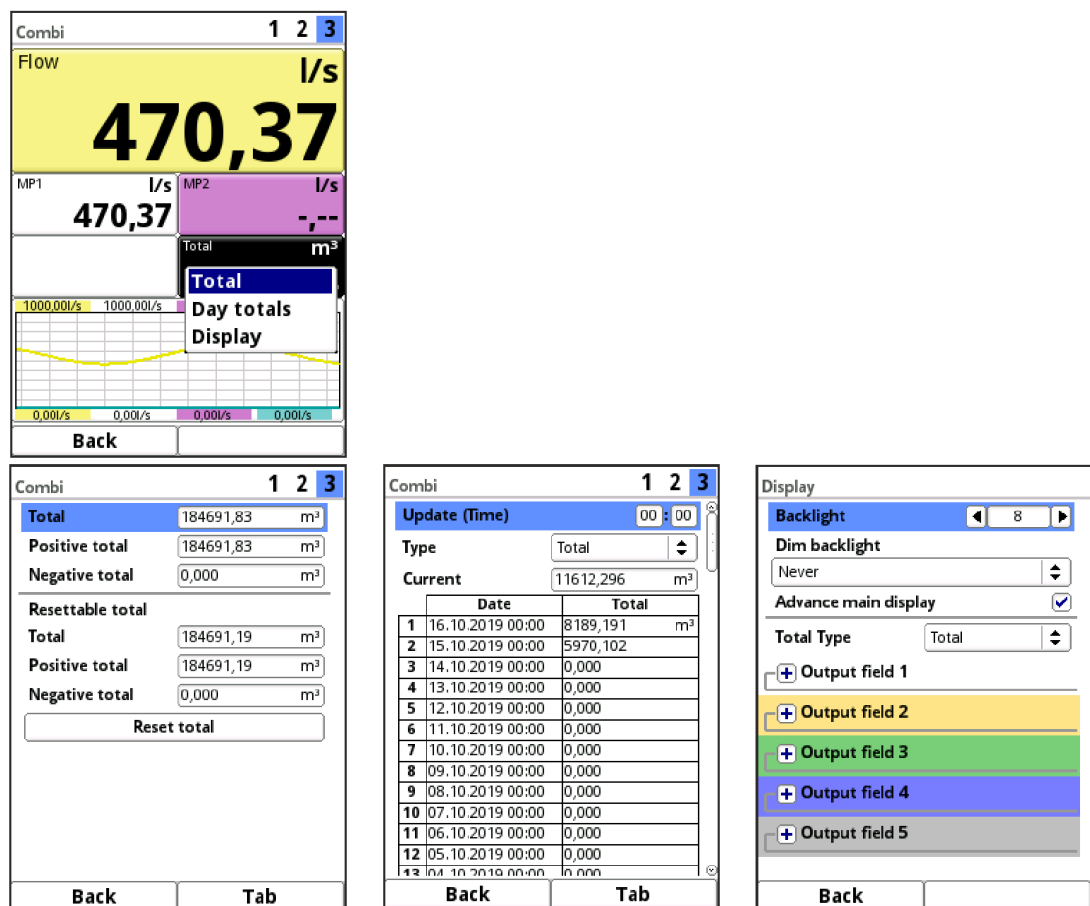 Combi 1 2 3
Flow l/s
470,37
MP1 l/s MP2 l/s
470,37 -,--
Total m³
Total
Day totals
Display
1000,00l/s 1000,00l/s
0,00l/s 0,00l/s 0,00l/s 0,00l/s
Back
Combi 1 2 3
Total 184691,83 m³
Positive total 184691,83 m³
Negative total 0,000 m³
Resettable total
Total 184691,19 m³
Positive total 184691,19 m³
Negative total 0,000 m³
Reset total
Back Tab
Combi 1 2 3
Update (Time) 00 : 00
Type Total
Current 11612,296 m³
Date Total
1 16.10.2019 00:00 8189,191 m³
2 15.10.2019 00:00 5970,102
3 14.10.2019 00:00 0,000
4 13.10.2019 00:00 0,000
5 12.10.2019 00:00 0,000
6 11.10.2019 00:00 0,000
7 10.10.2019 00:00 0,000
8 09.10.2019 00:00 0,000
9 08.10.2019 00:00 0,000
10 07.10.2019 00:00 0,000
11 06.10.2019 00:00 0,000
12 05.10.2019 00:00 0,000
13 04.10.2019 00:00 0,000
Back Tab
Display
Backlight 8
Dim backlight
Never
Advance main display
Total Type Total
Output field 1
Output field 2
Output field 3
Output field 4
Output field 5
Back